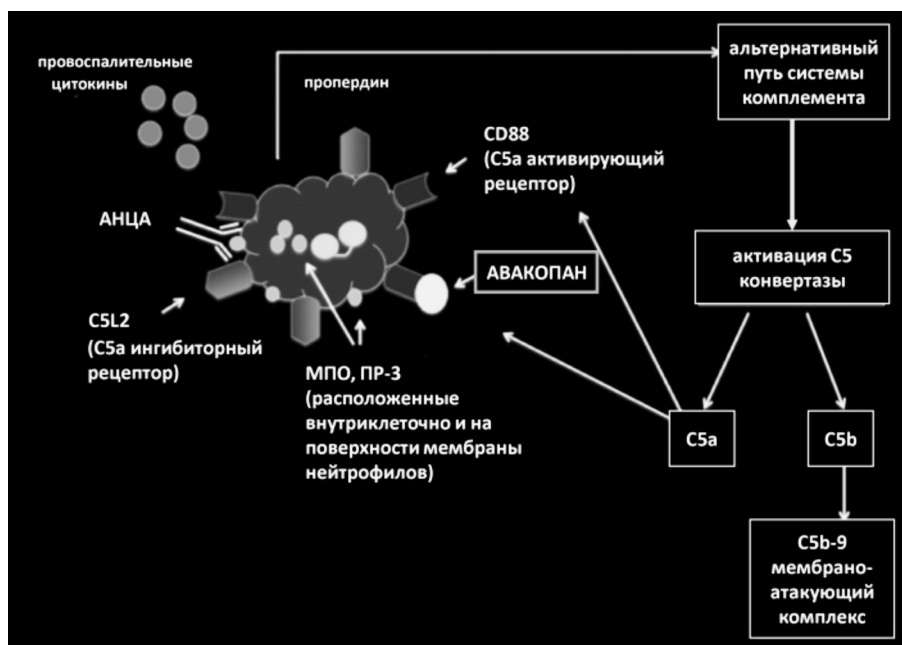 провоспалительные
цитокины
пропердин
альтернативный
путь системы
комплемента
CD88
(C5a активирующий
рецептор)
АНЦА
АВАКОПАН
активация C5
конвертазы
C5L2
(C5a ингибиторный
рецептор)
МПО, ПР-3
(расположенные
внутриклеточно и на
поверхности мембраны
нейтрофилов)
C5a
C5b
C5b-9
мембрано-
атакующий
комплекс